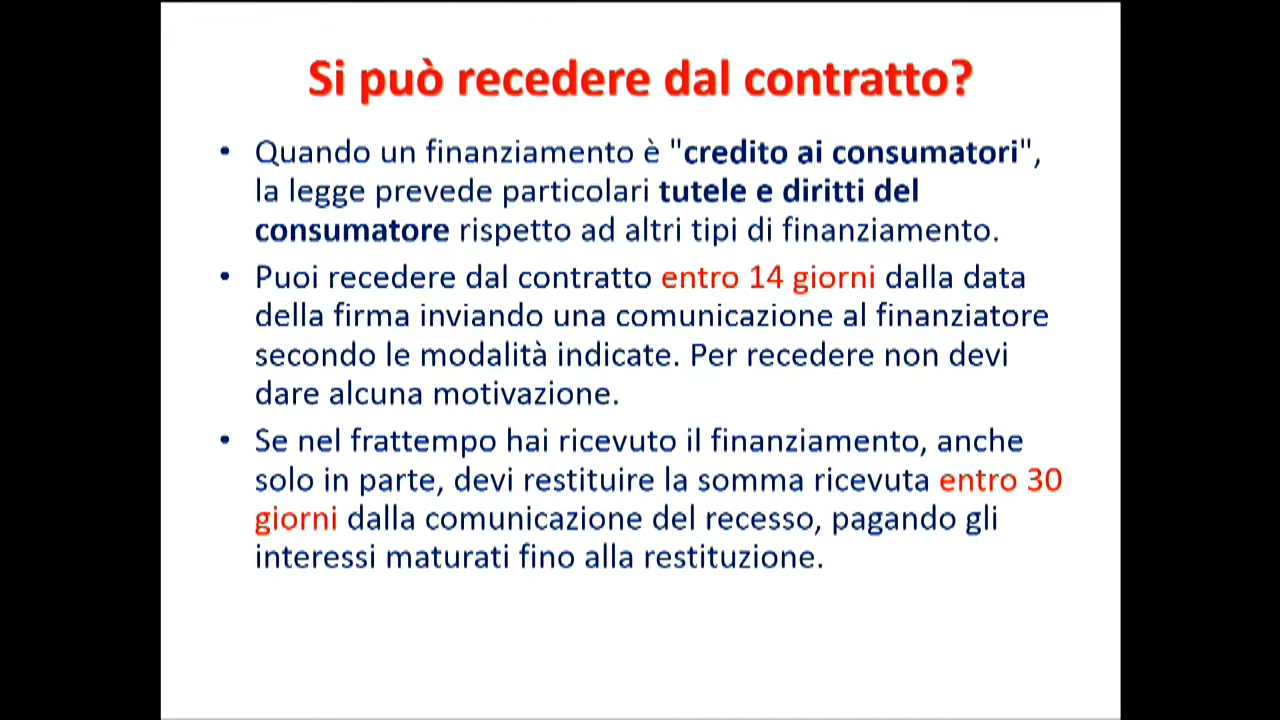 Si può recedere dal contratto?
• Quando un finanziamento è "credito ai consumatori",
la legge prevede particolari tutele e diritti del
consumatore rispetto ad altri tipi di finanziamento.
• Puoi recedere dal contratto entro 14 giorni dalla data
della firma inviando una comunicazione al finanziatore
secondo le modalità indicate. Per recedere non devi
dare alcuna motivazione.
• Se nel frattempo hai ricevuto il finanziamento, anche
solo in parte, devi restituire la somma ricevuta entro 30
giorni dalla comunicazione del recesso, pagando gli
interessi maturati fino alla restituzione.